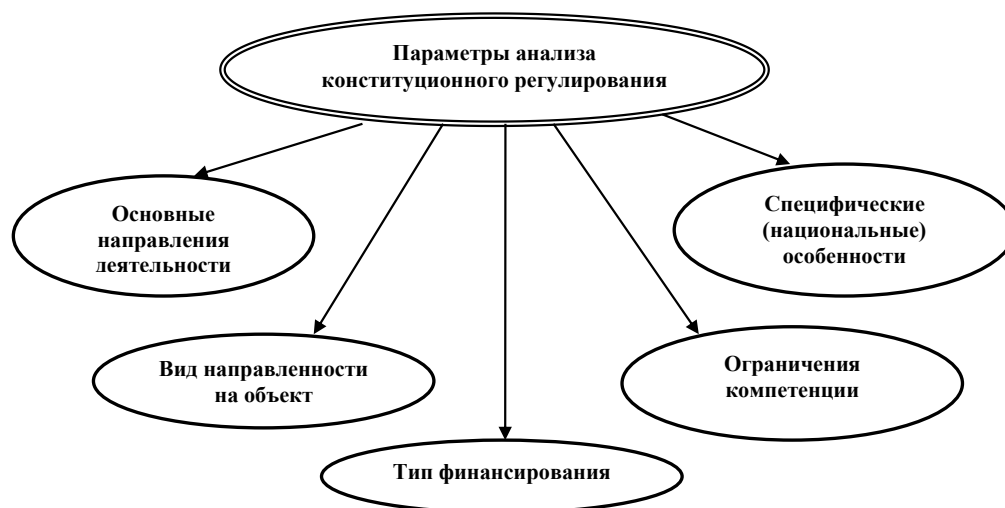 Параметры анализа
конституционного регулирования
Основные
направления
деятельности
Специфические
(национальные)
особенности
Вид направленности
на объект
Ограничения
компетенции
Тип финансирования